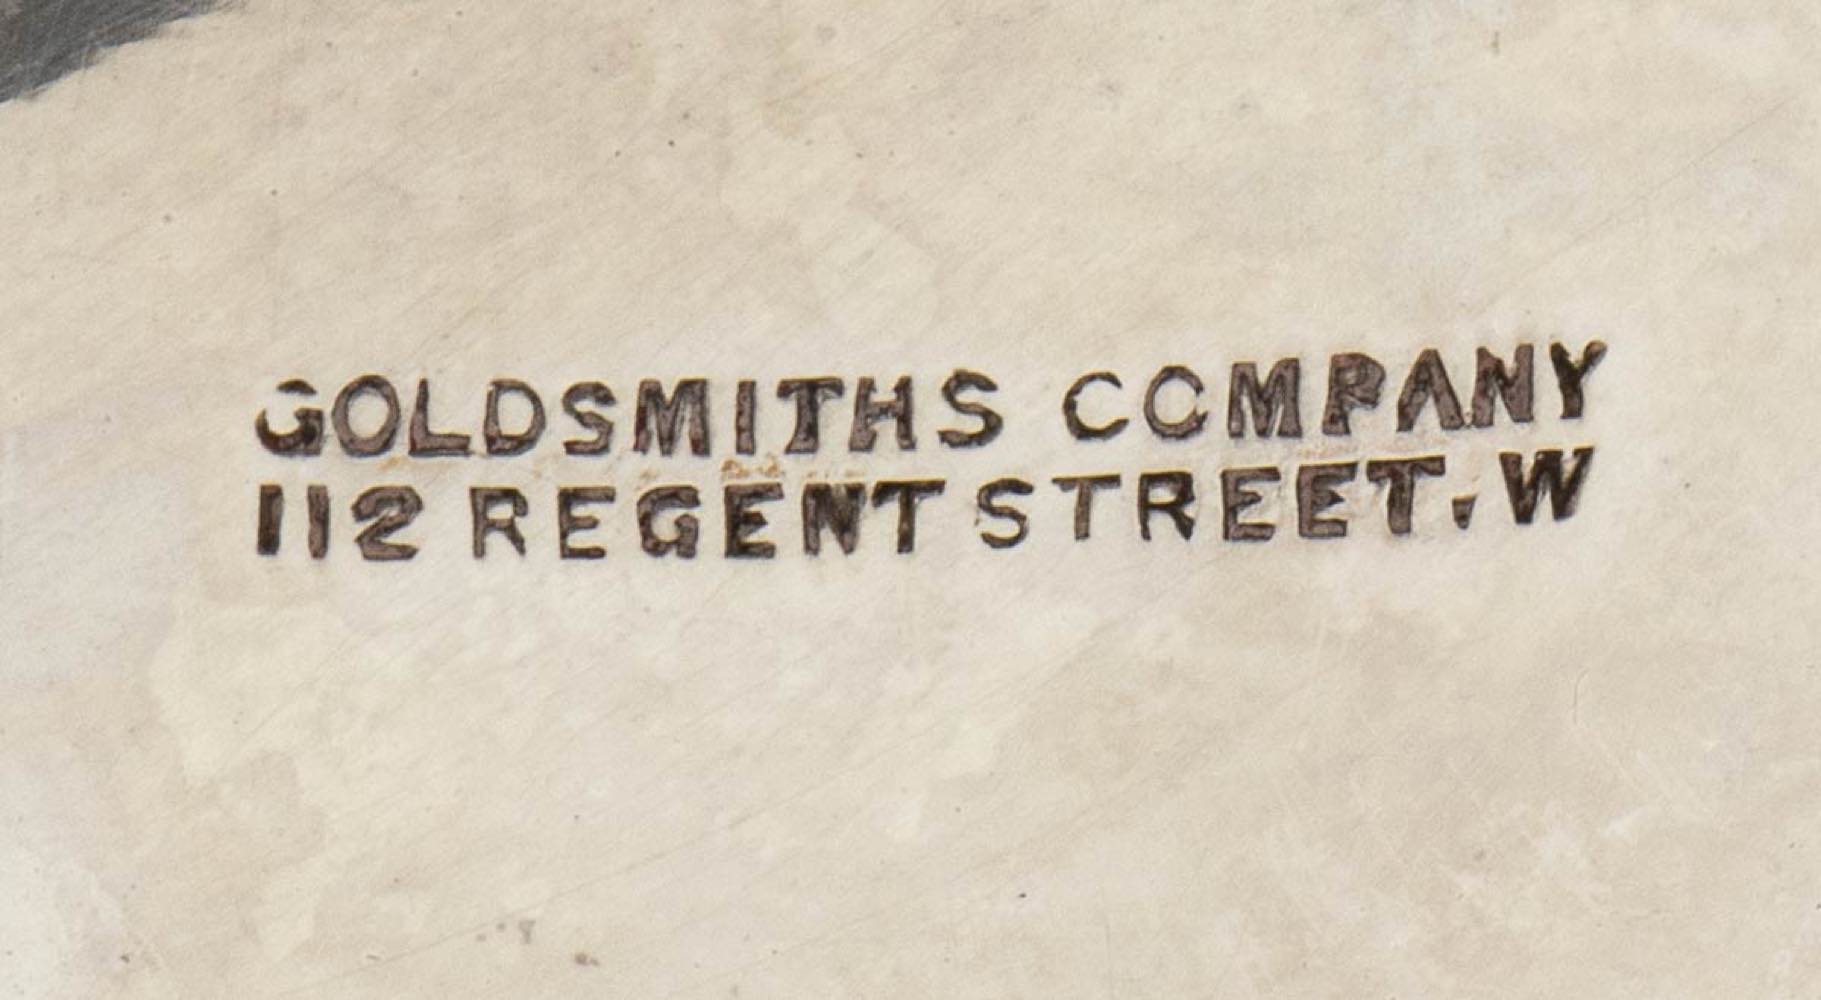 GOLDSMITHS COMPANY
112 REGENT STREET.W